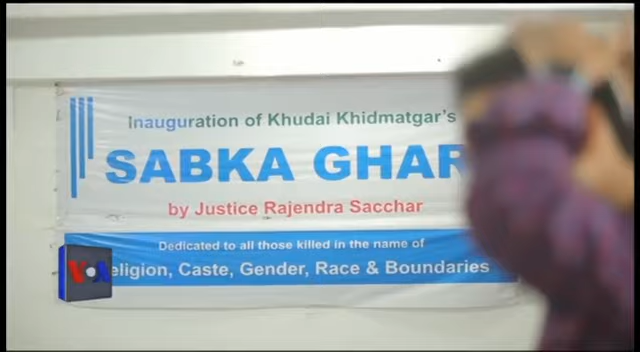 Inauguration of Khudai Khidmatgar's
SABKA GHAR
by Justice Rajendra Sacchar
Dedicated to all those killed in the name of
eligion, Caste, Gender, Race & Boundaries
VOA